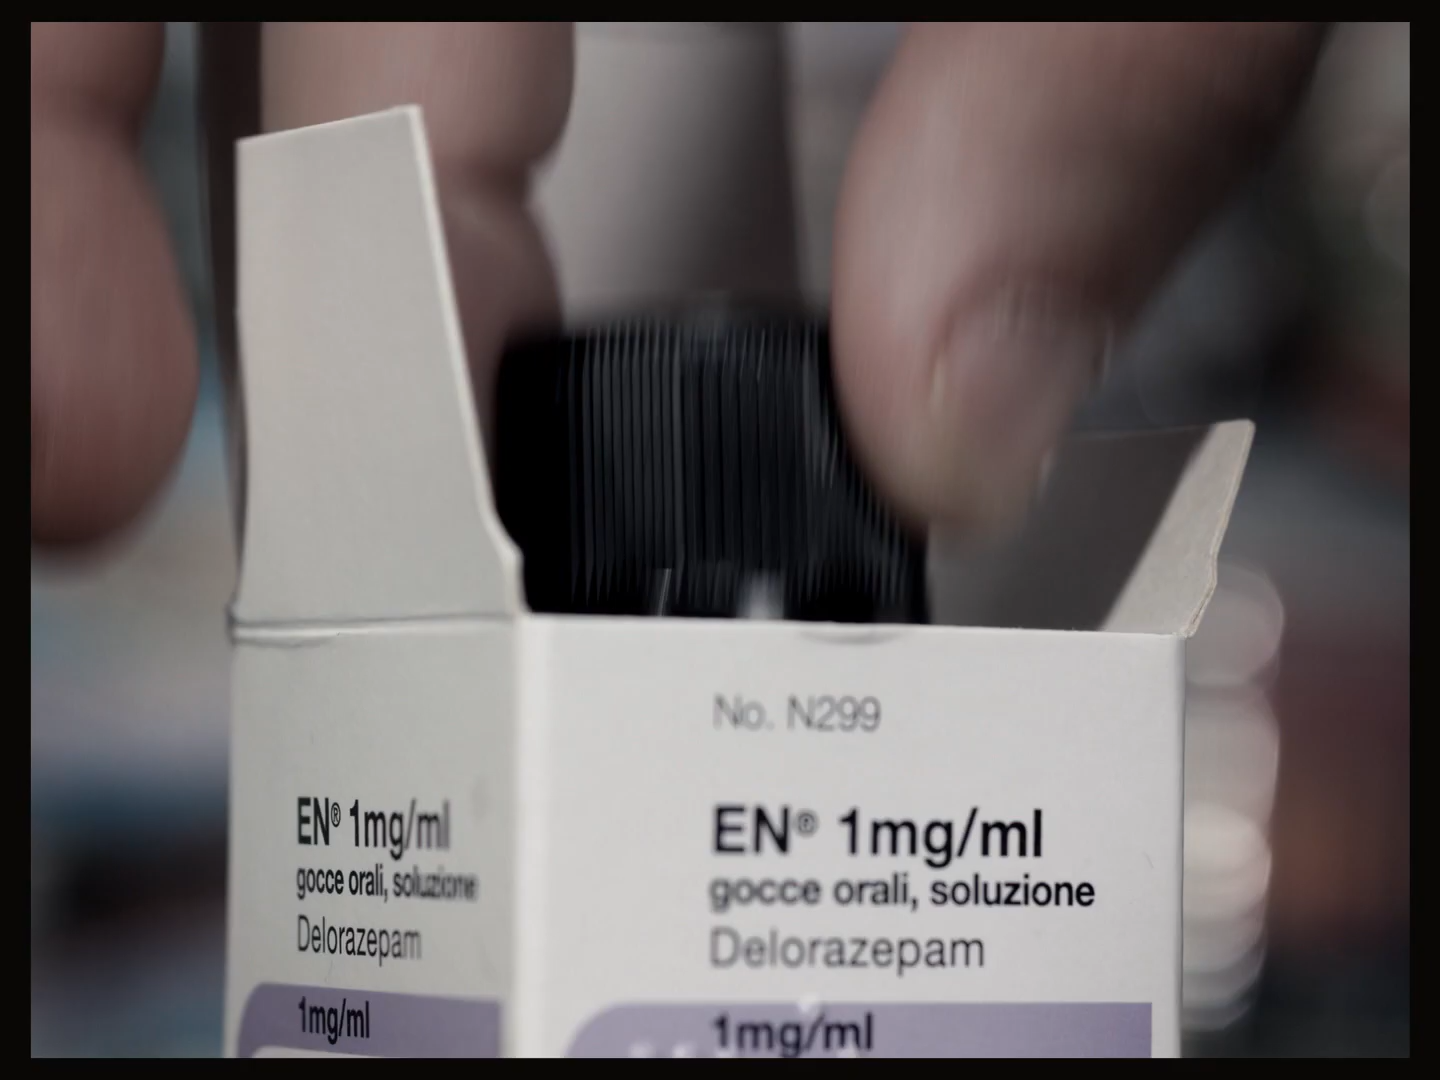 No. N299
EN® 1mg/ml
gocce orali, soluzione
Delorazepam
1mg/ml
EN® 1mg/ml
gocce orali, soluzione
Delorazepam
1mg/ml